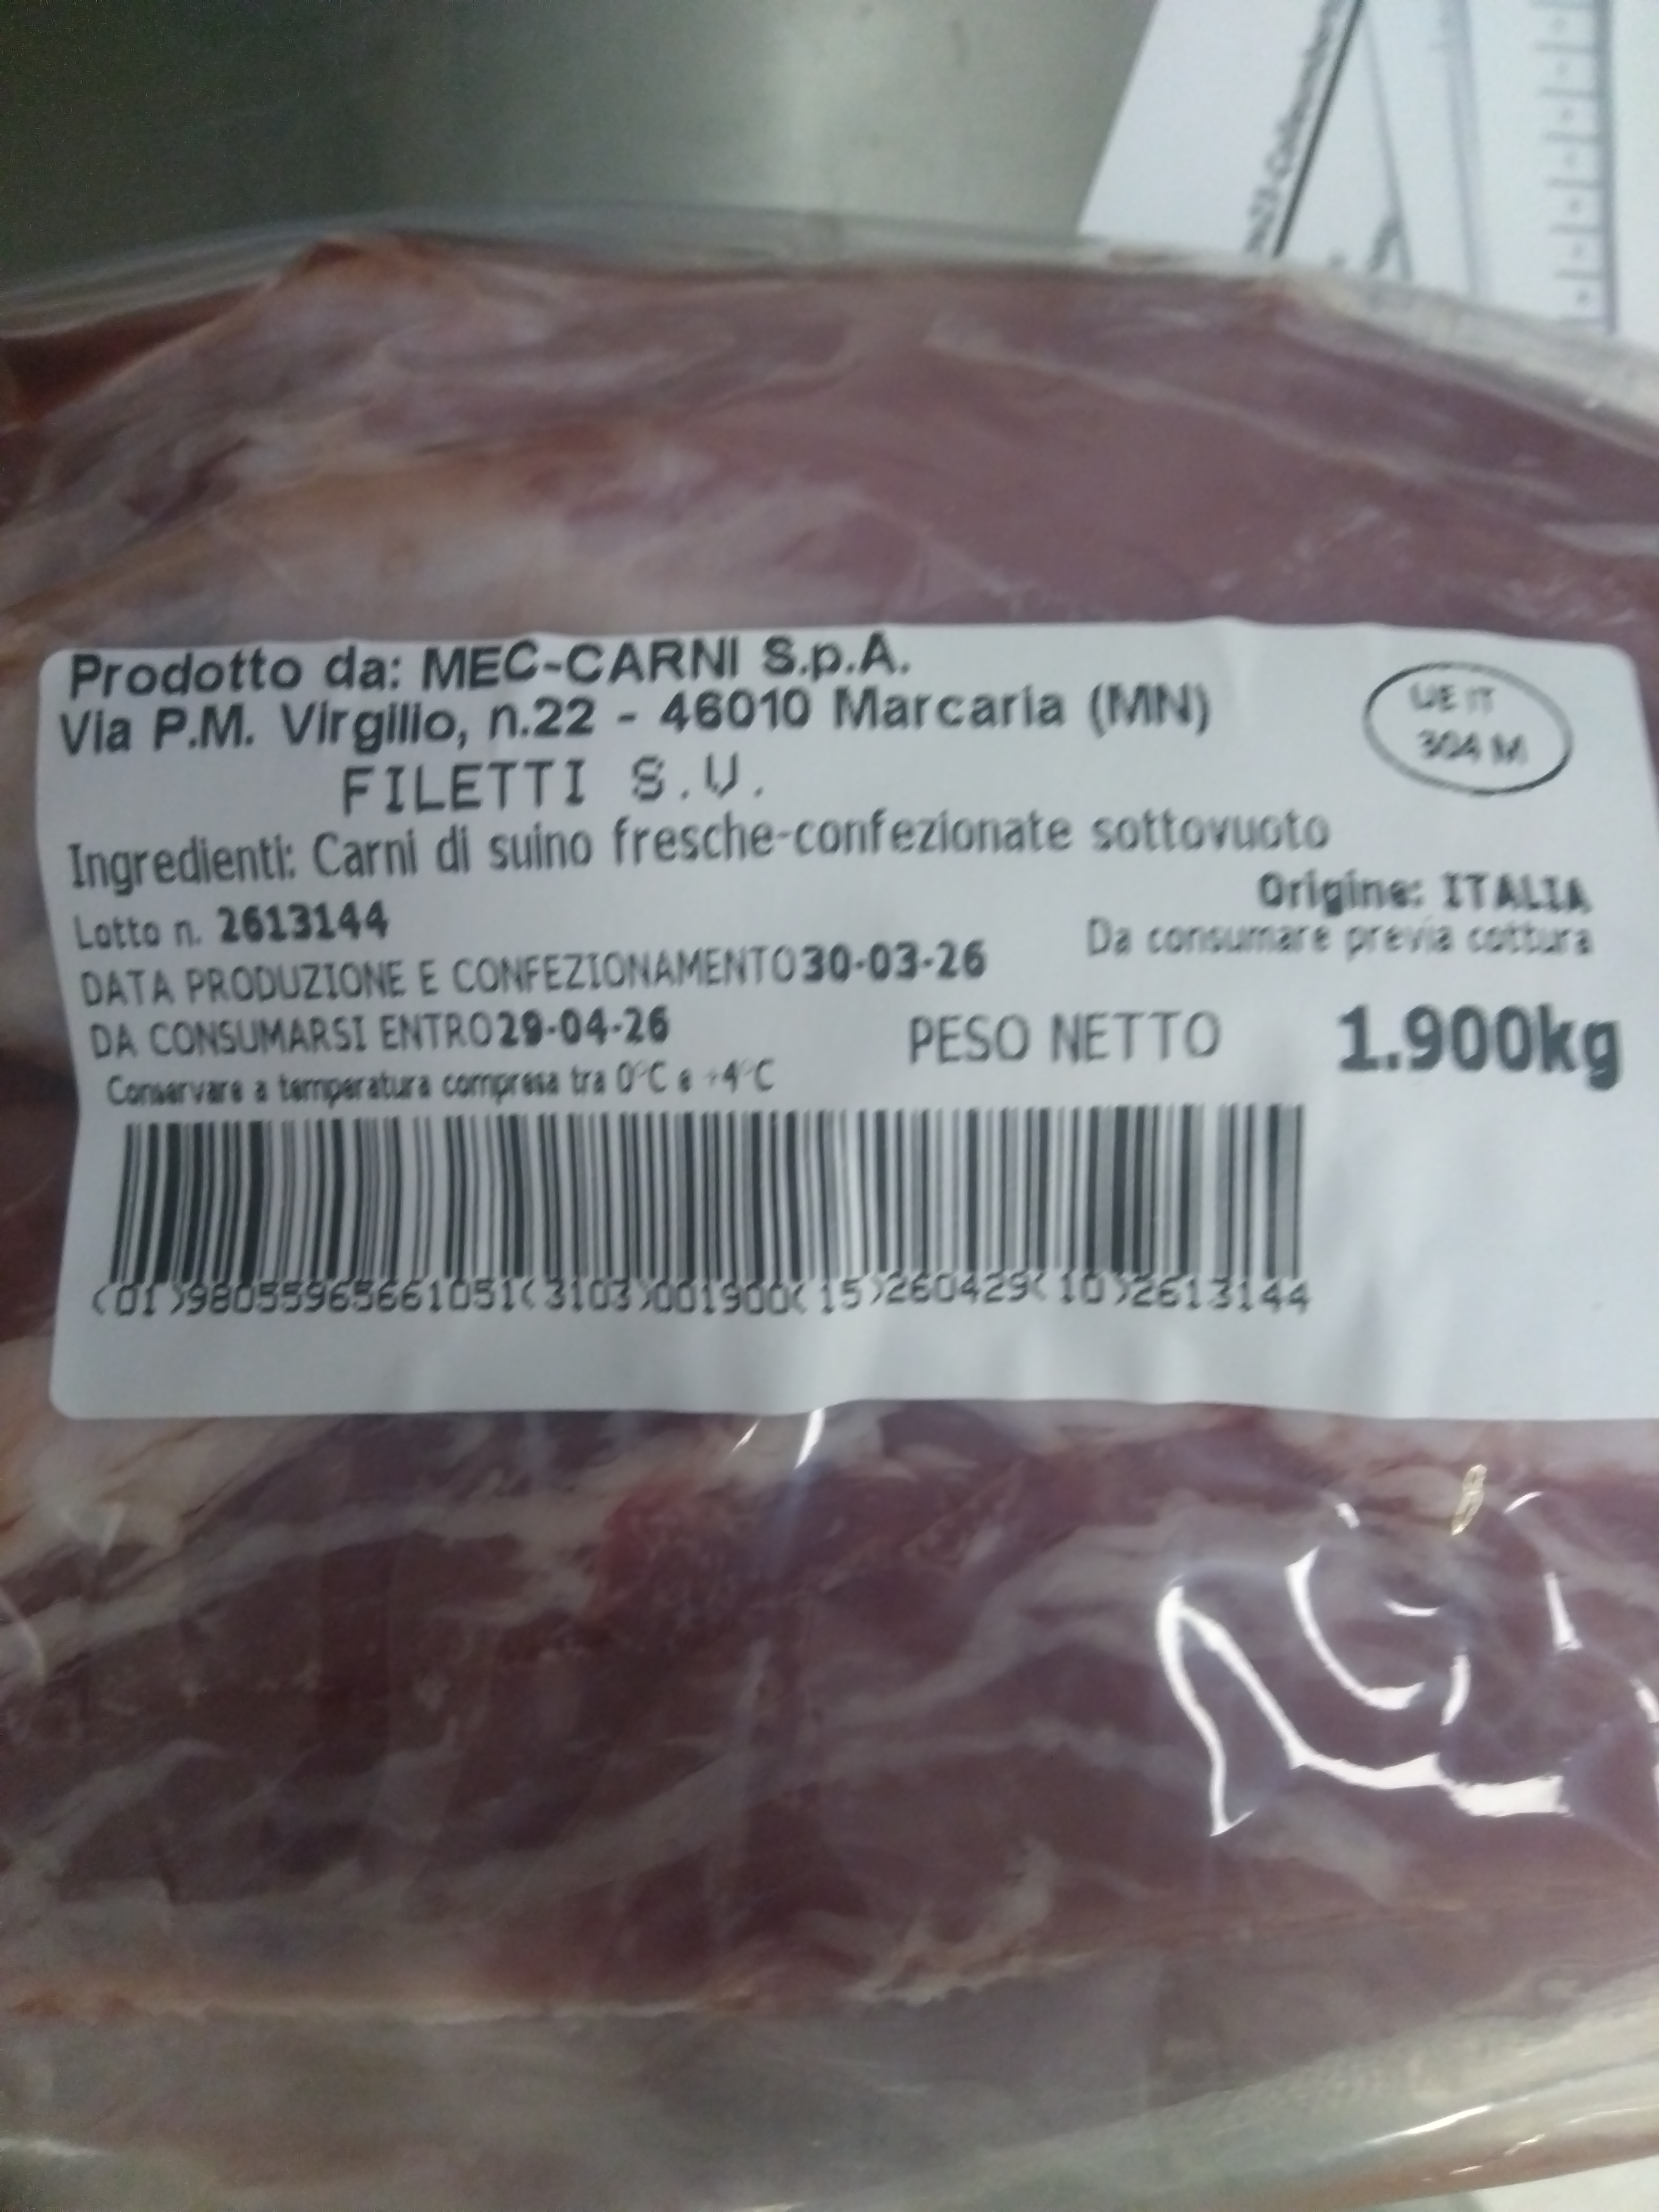 Prodotto da: MEC-CARNI S.p.A.
Via P.M. Virgilio, n.22 - 46010 Marcaria (MN)
UE IT
304 M
FILETTI S.V.
Ingredienti: Carni di suino fresche-confezionate sottovuoto
Origine: ITALIA
Lotto n. 2613144
Da consumare previa cottura
DATA PRODUZIONE E CONFEZIONAMENTO 30-03-26
DA CONSUMARSI ENTRO 29-04-26
PESO NETTO 1.900kg
Conservare a temperatura compresa tra 0°C e +4°C
(01)98055965661051(3103)001900(15)260429(10)2613144